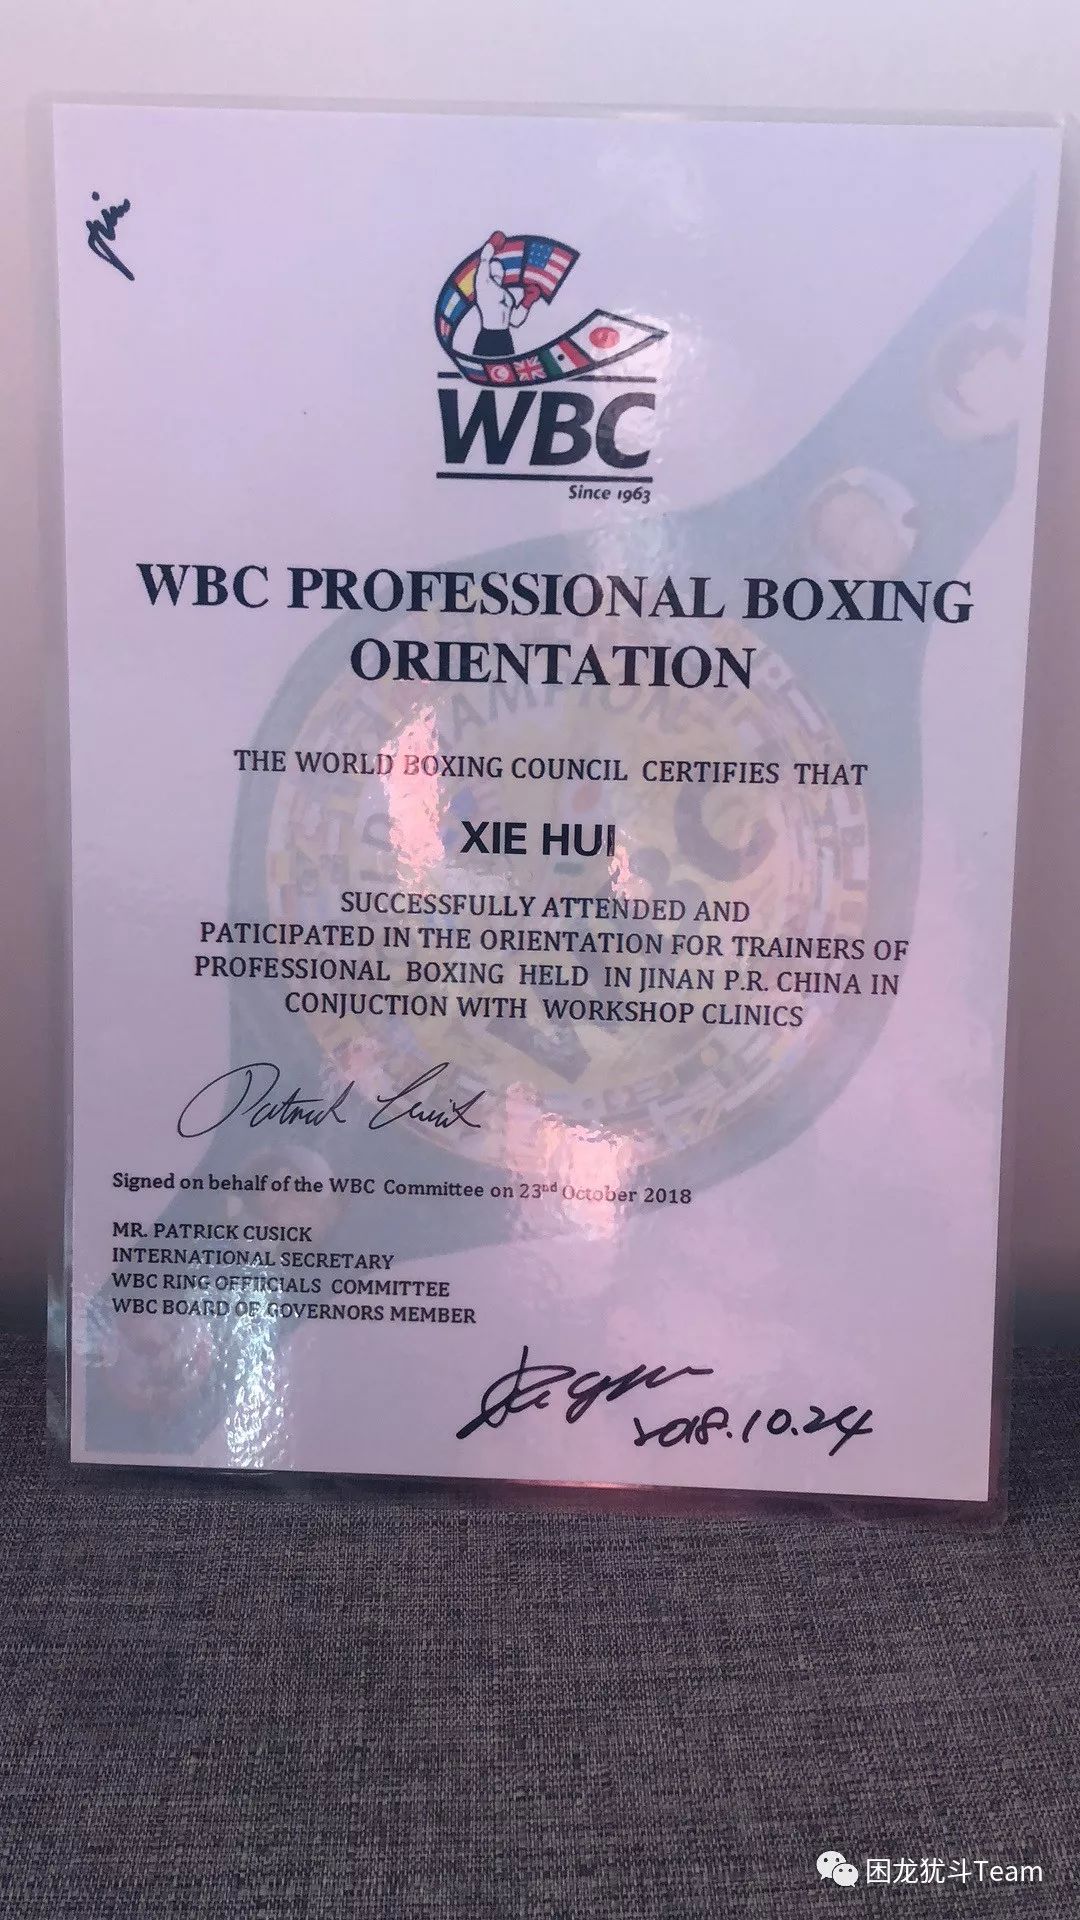 WBC
Since 1963
WBC PROFESSIONAL BOXING
ORIENTATION
THE WORLD BOXING COUNCIL CERTIFIES THAT
XIE HUI
SUCCESSFULLY ATTENDED AND
PATICIPATED IN THE ORIENTATION FOR TRAINERS OF
PROFESSIONAL BOXING HELD IN JINAN P.R. CHINA IN
CONJUCTION WITH WORKSHOP CLINICS
Signed on behalf of the WBC Committee on 23nd October 2018
MR. PATRICK CUSICK
INTERNATIONAL SECRETARY
WBC RING OFFIICIALS COMMITTEE
WBC BOARD OF GOVERNORS MEMBER
2018.10.24
困龙犹斗Team